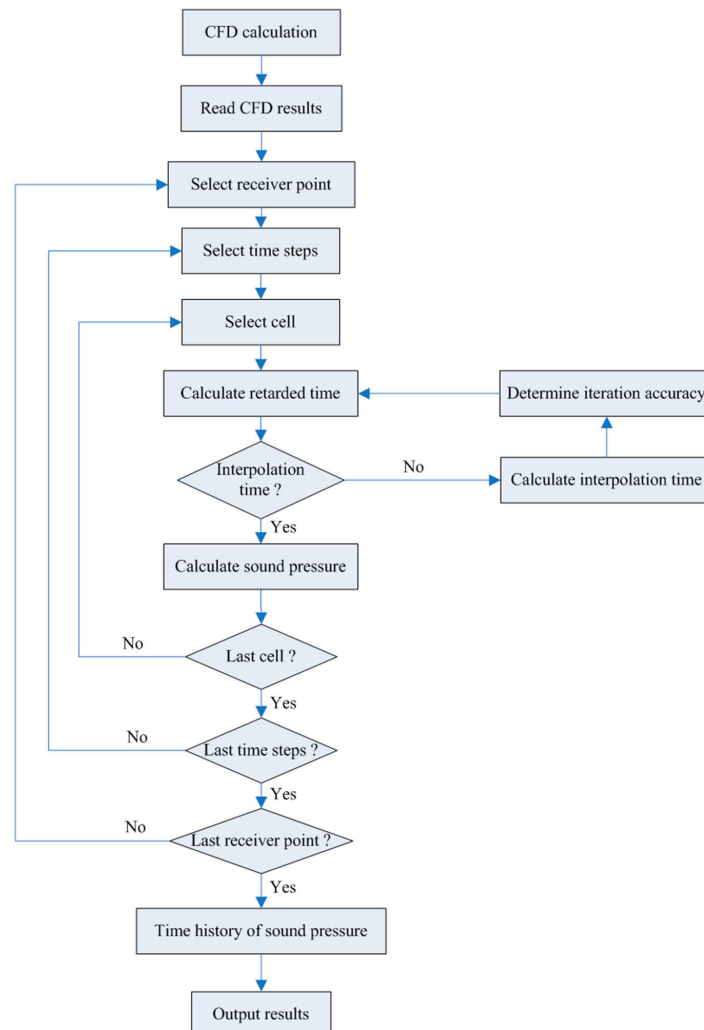 CFD calculation
Read CFD results
Select receiver point
Select time steps
Select cell
Calculate retarded time
Determine iteration accuracy
Interpolation
time ?
No
Calculate interpolation time
Yes
Calculate sound pressure
No
Last cell ?
Yes
No
Last time steps ?
Yes
No
Last receiver point ?
Yes
Time history of sound pressure
Output results